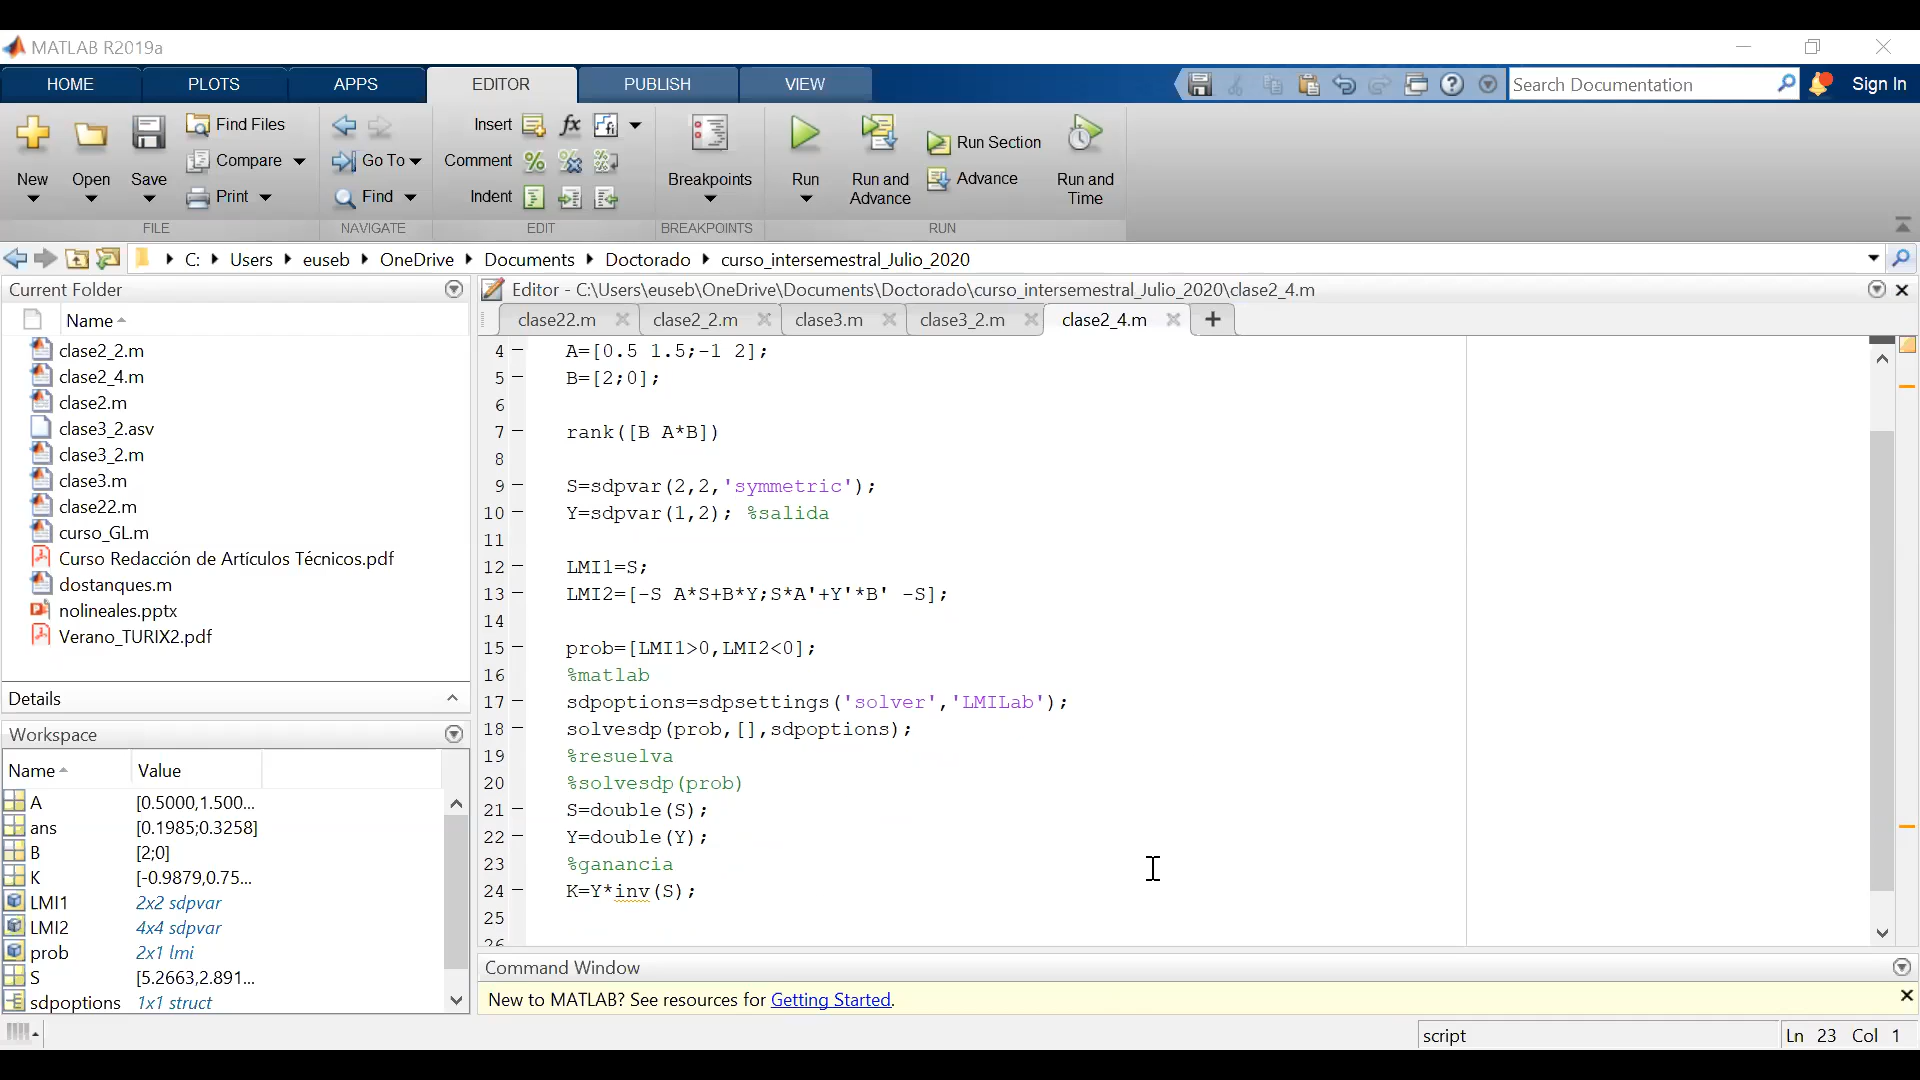 MATLAB R2019a
HOME PLOTS APPS EDITOR PUBLISH VIEW
Search Documentation
Sign In
New
Open
Save
Find Files
Compare
Print
FILE
Go To
Find
NAVIGATE
Insert
fx
Comment
Indent
EDIT
Breakpoints
BREAKPOINTS
Run
Run and Advance
Run Section
Advance
Run and Time
RUN
C: Users euseb OneDrive Documents Doctorado curso_intersemestral_Julio_2020
Current Folder
Name
clase2_2.m
clase2_4.m
clase2.m
clase3_2.asv
clase3_2.m
clase3.m
clase22.m
curso_GL.m
Curso Redacción de Artículos Técnicos.pdf
dostanques.m
nolineales.pptx
Verano_TURIX2.pdf
Details
Workspace
Name Value
A [0.5000,1.500...
ans [0.1985;0.3258]
B [2;0]
K [-0.9879,0.75...
LMI1 2x2 sdpvar
LMI2 4x4 sdpvar
prob 2x1 lmi
S [5.2663,2.891...
sdpoptions 1x1 struct
Editor - C:\Users\euseb\OneDrive\Documents\Doctorado\curso_intersemestral_Julio_2020\clase2_4.m
clase22.m clase2_2.m clase3.m clase3_2.m clase2_4.m
4 A=[0.5 1.5;-1 2];
5 B=[2;0];
6
7 rank([B A*B])
8
9 S=sdpvar(2,2,'symmetric');
10 Y=sdpvar(1,2); %salida
11
12 LMI1=S;
13 LMI2=[-S A*S+B*Y;S*A'+Y'*B' -S];
14
15 prob=[LMI1>0,LMI2<0];
16 %matlab
17 sdpoptions=sdpsettings('solver','LMILab');
18 solvesdp(prob,[],sdpoptions);
19 %resuelva
20 %solvesdp(prob)
21 S=double(S);
22 Y=double(Y);
23 %ganancia
24 K=Y*inv(S);
25
26
Command Window
New to MATLAB? See resources for Getting Started.
script
Ln 23 Col 1